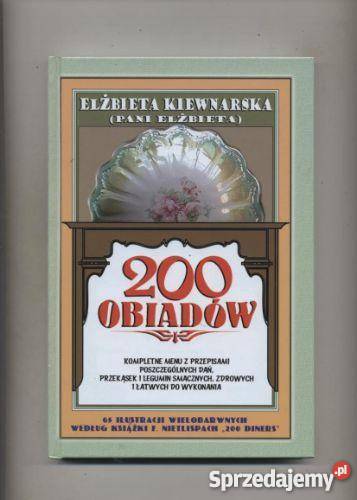 ELŻBIETA KIEWNARSKA
(PANI ELŻBIETA)
200
OBIADÓW
KOMPLETNE MENU Z PRZEPISAMI
POSZCZEGÓLNYCH DAŃ,
PRZEKĄSEK I LEGUMIN SMACZNYCH, ZDROWYCH
I ŁATWYCH DO WYKONANIA
65 ILUSTRACJI WIELOBARWNYCH
WEDŁUG KSIĄŻKI F. NIETLISPACH „200 DINERS”
Sprzedajemy.pl